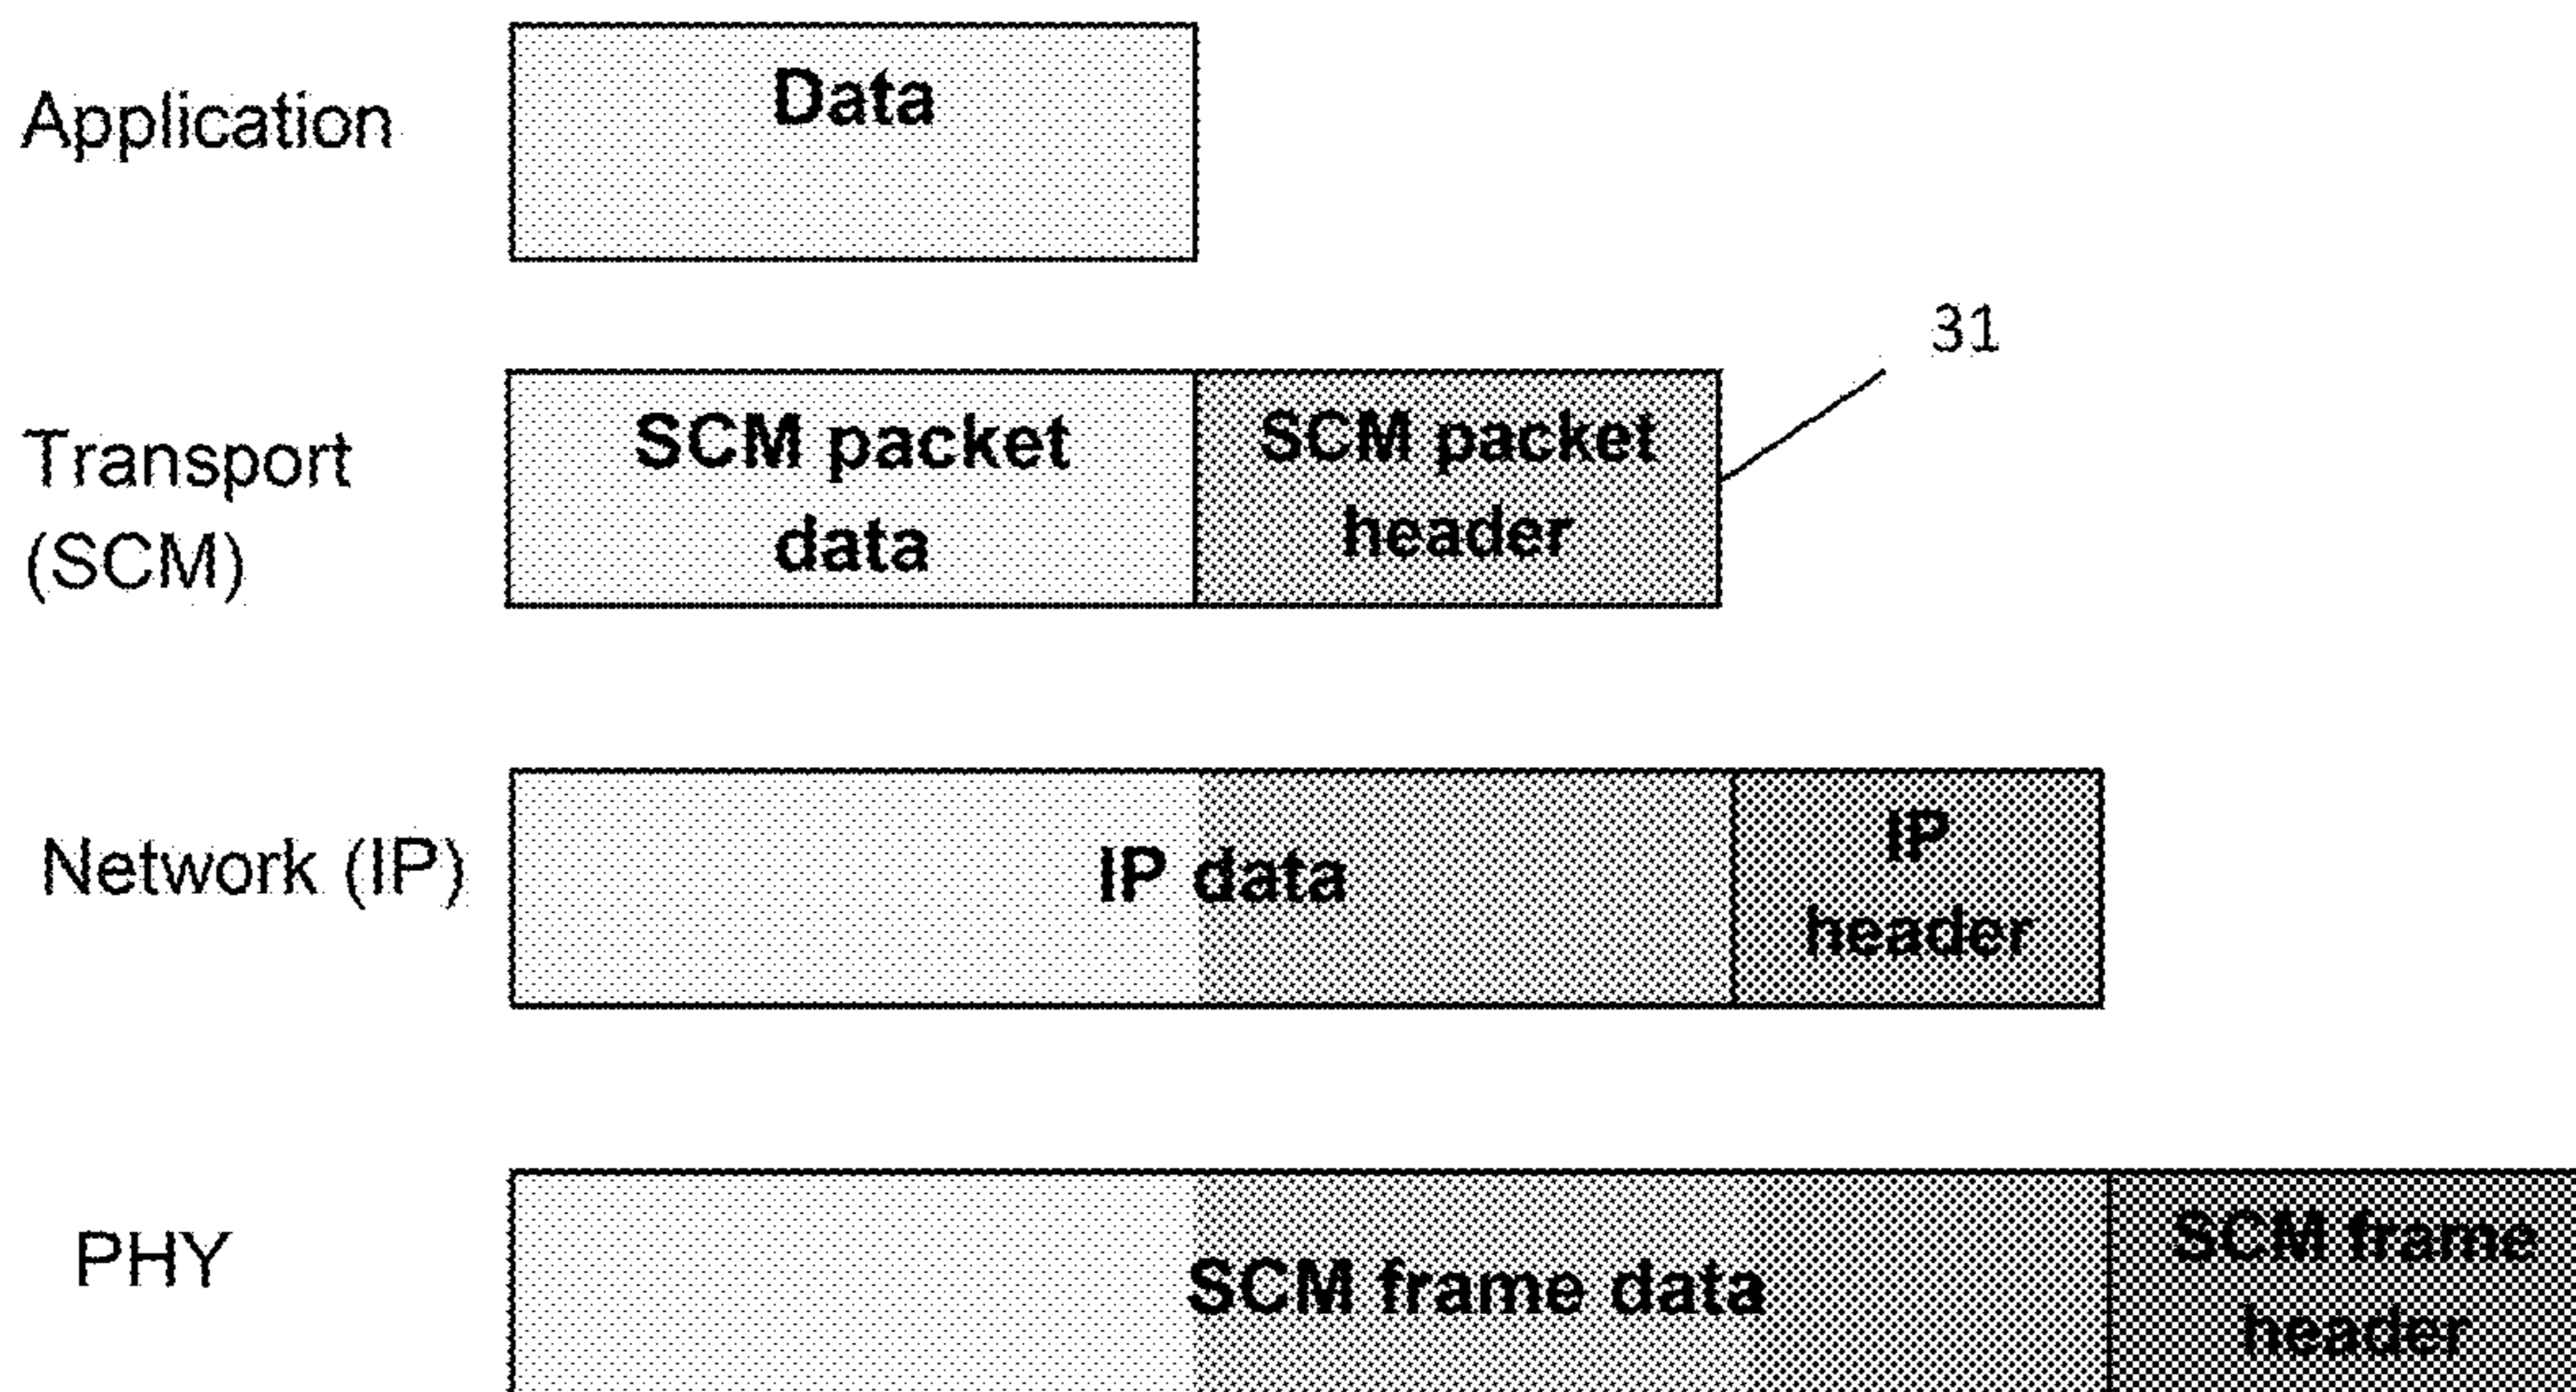 Application
Data
31
Transport
(SCM)
SCM packet
data
SCM packet
header
Network (IP)
IP data
IP
header
PHY
SCM frame data
SCM frame
header